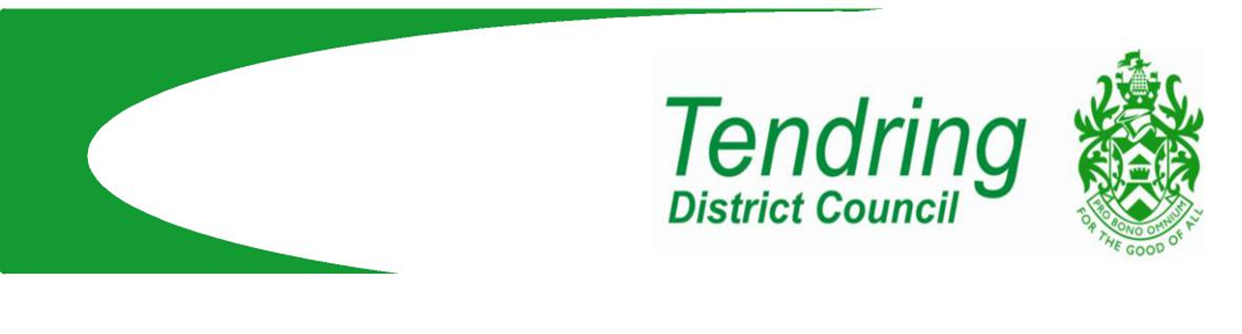 Tendring
District Council
PRO BONO OMNIUM
FOR THE GOOD OF ALL